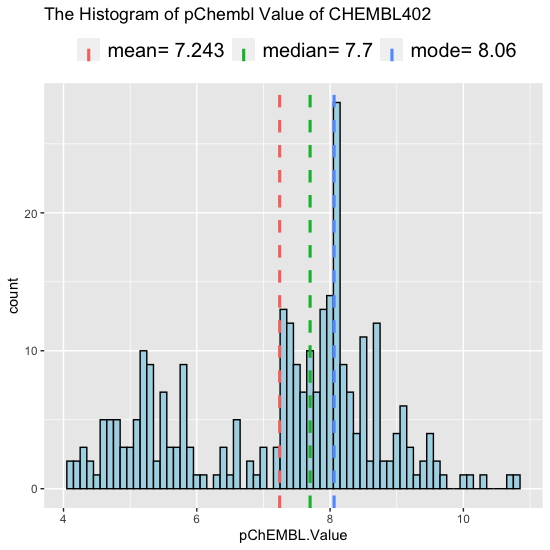 The Histogram of pChembl Value of CHEMBL402
mean= 7.243 median= 7.7 mode= 8.06
20
10
0
count
4 6 8 10
pChEMBL.Value